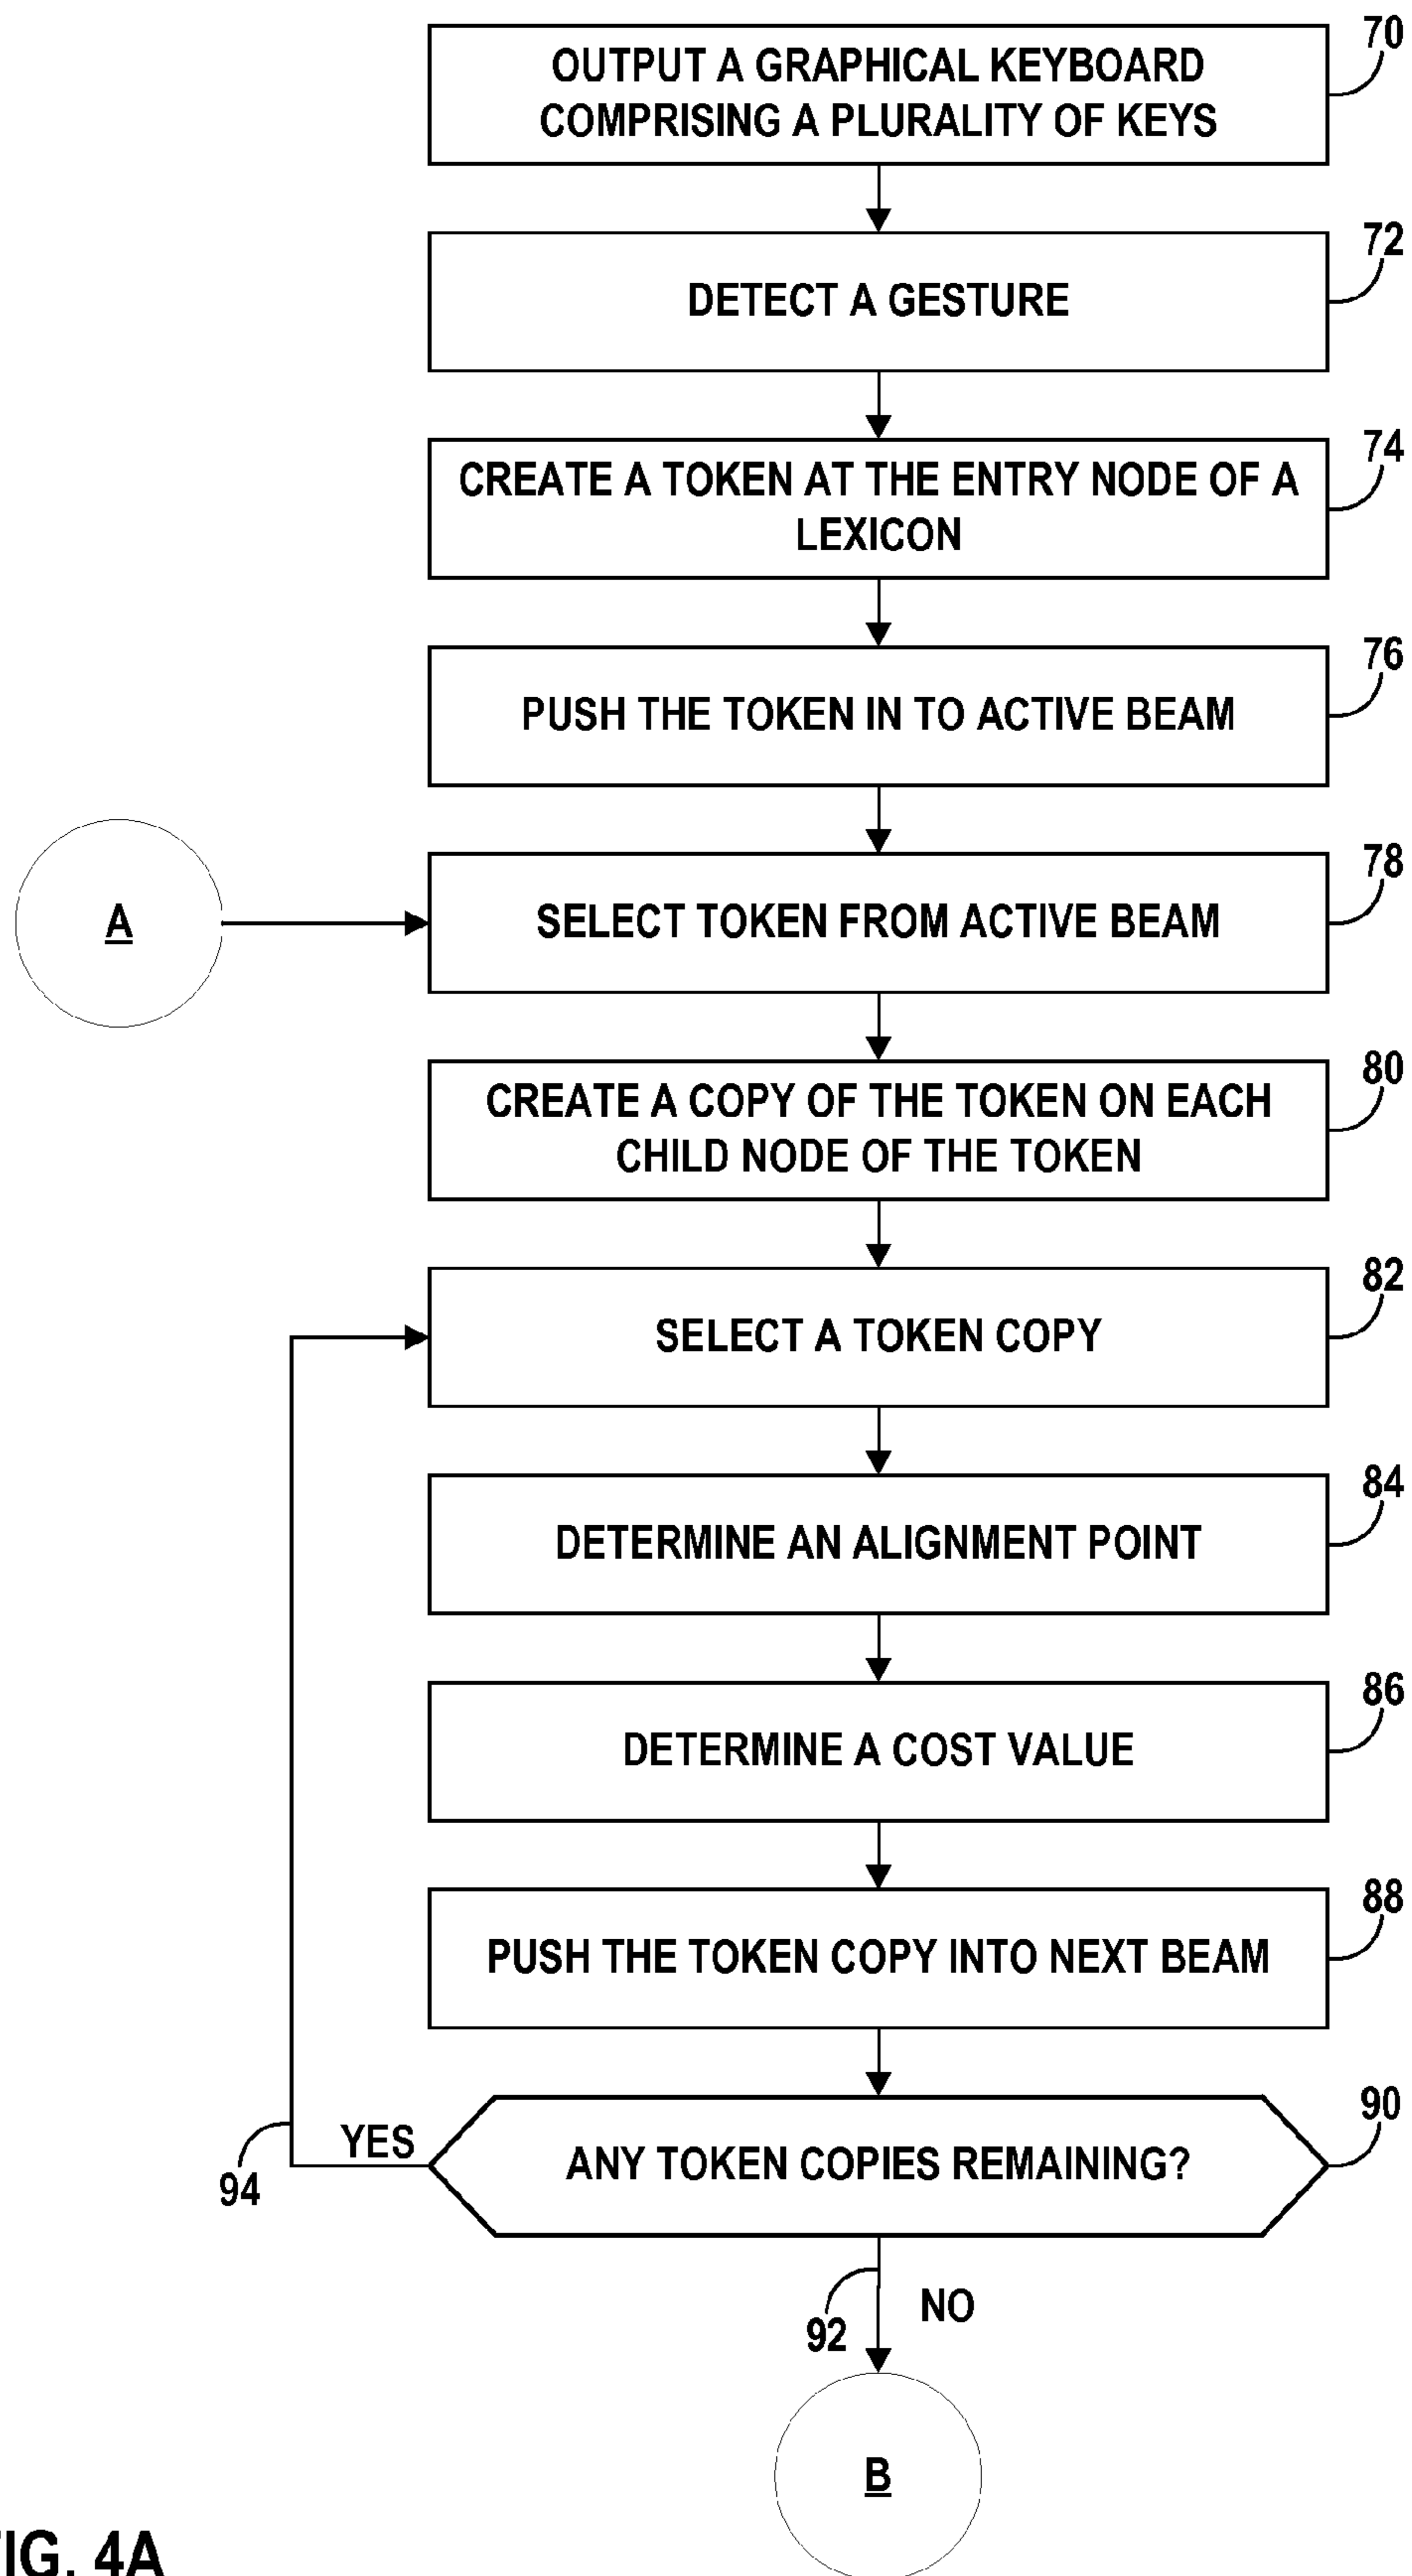 70
OUTPUT A GRAPHICAL KEYBOARD
COMPRISING A PLURALITY OF KEYS
72
DETECT A GESTURE
74
CREATE A TOKEN AT THE ENTRY NODE OF A
LEXICON
76
PUSH THE TOKEN IN TO ACTIVE BEAM
78
A
SELECT TOKEN FROM ACTIVE BEAM
80
CREATE A COPY OF THE TOKEN ON EACH
CHILD NODE OF THE TOKEN
82
SELECT A TOKEN COPY
84
DETERMINE AN ALIGNMENT POINT
86
DETERMINE A COST VALUE
88
PUSH THE TOKEN COPY INTO NEXT BEAM
90
YES
ANY TOKEN COPIES REMAINING?
94
NO
92
B
FIG. 4A